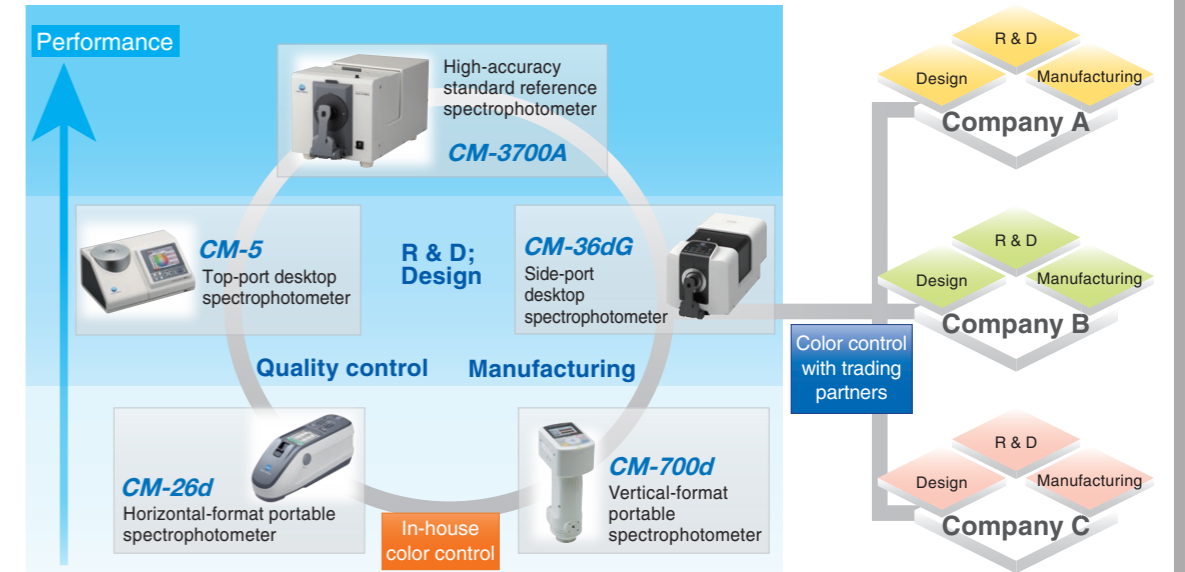 Performance
High-accuracy
standard reference
spectrophotometer
CM-3700A
CM-5
Top-port desktop
spectrophotometer
R & D;
Design
CM-36dG
Side-port
desktop
spectrophotometer
Quality control
Manufacturing
CM-26d
Horizontal-format portable
spectrophotometer
In-house
color control
CM-700d
Vertical-format
portable
spectrophotometer
Color control
with trading
partners
R & D
Design
Manufacturing
Company A
R & D
Design
Manufacturing
Company B
R & D
Design
Manufacturing
Company C